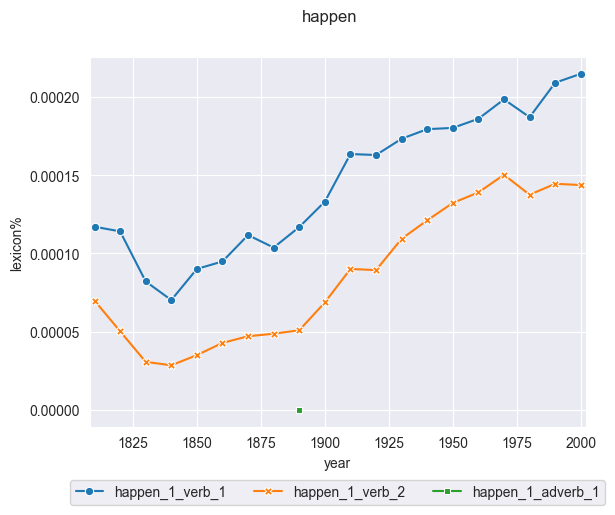 happen
0.00020
0.00015
0.00010
0.00005
0.00000
lexicon%
1825 1850 1875 1900 1925 1950 1975 2000
year
happen_1_verb_1 happen_1_verb_2 happen_1_adverb_1